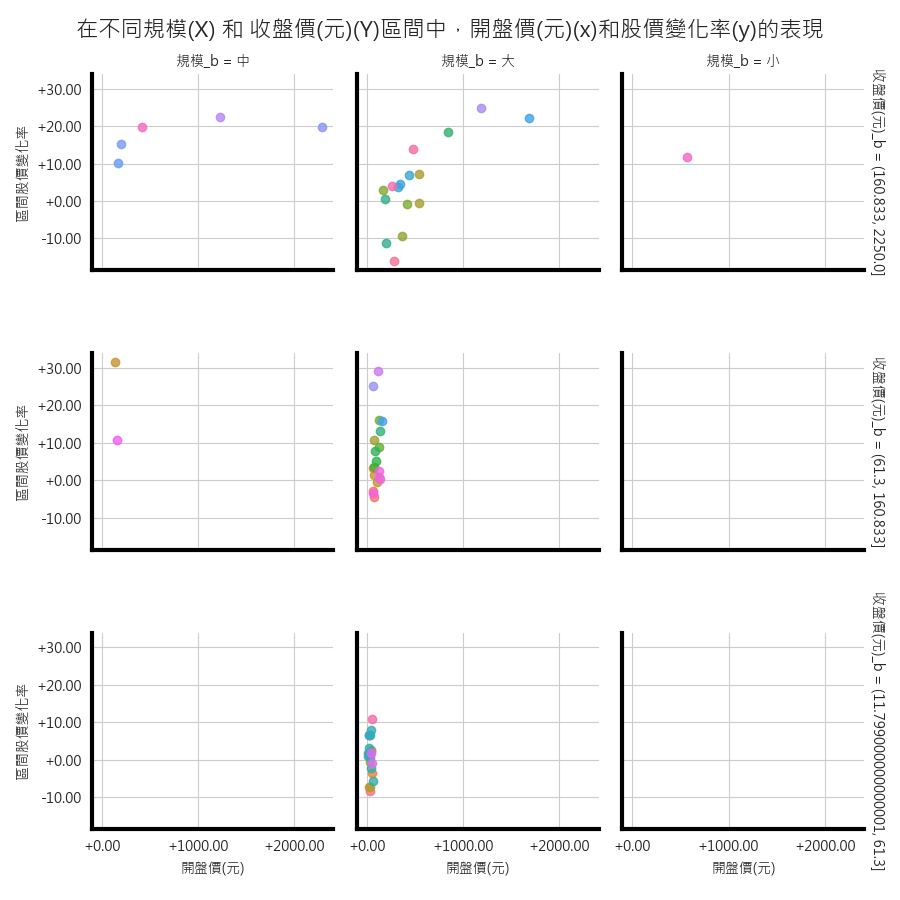 在不同規模(X) 和 收盤價(元)(Y)區間中，開盤價(元)(x)和股價變化率(y)的表現
規模_b = 中
規模_b = 大
規模_b = 小
+30.00
+20.00
+10.00
+0.00
-10.00
區間股價變化率
收盤價(元)_b = (160.833, 2250.0]
+30.00
+20.00
+10.00
+0.00
-10.00
區間股價變化率
收盤價(元)_b = (61.3, 160.833]
+30.00
+20.00
+10.00
+0.00
-10.00
區間股價變化率
收盤價(元)_b = (11.799000000000001, 61.3]
+0.00 +1000.00 +2000.00
+0.00 +1000.00 +2000.00
+0.00 +1000.00 +2000.00
開盤價(元)
開盤價(元)
開盤價(元)